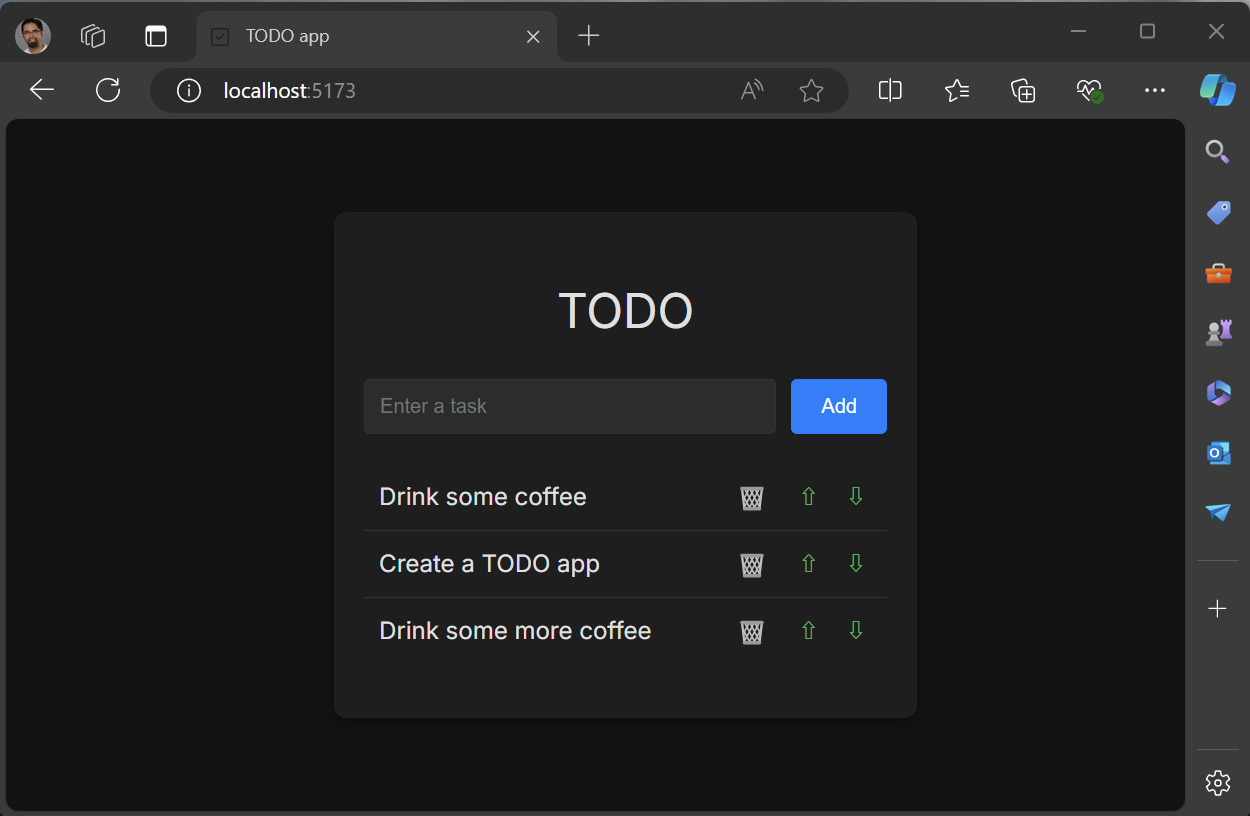 TODO app
localhost:5173
TODO
Enter a task
Add
Drink some coffee
Create a TODO app
Drink some more coffee